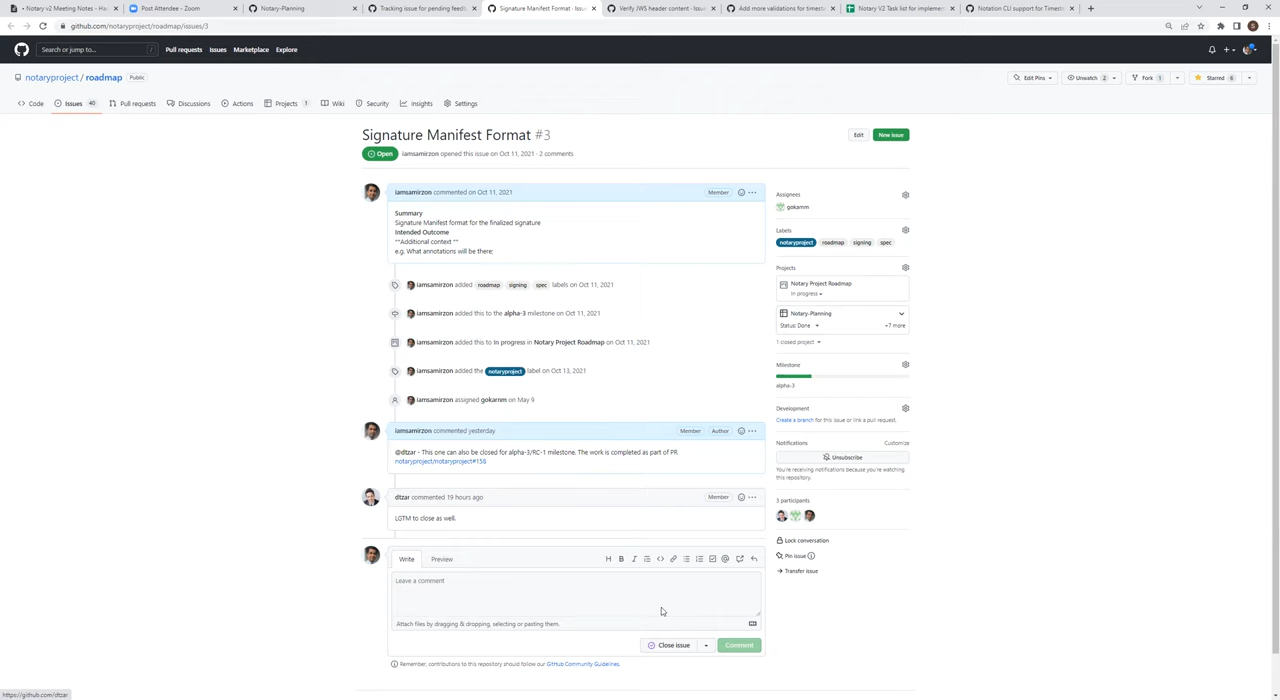 Notary v2 Meeting Notes - Ha
Post Attendee - Zoom
Notary-Planning
Tracking issue for pending feedb
Signature Manifest Format · Issu
Verify JWS header content · Issu
Add more validations for timest
Notary V2 Task list for implemen
Notation CLI support for Timest
github.com/notaryproject/roadmap/issues/3
Search or jump to...
/
Pull requests
Issues
Marketplace
Explore
notaryproject / roadmap
Public
Edit Pins
Unwatch 2
Fork 1
Starred 6
Code
Issues 40
Pull requests
Discussions
Actions
Projects 1
Wiki
Security
Insights
Settings
Signature Manifest Format #3
Edit
New issue
Open
iamsamirzon opened this issue on Oct 11, 2021 · 2 comments
iamsamirzon commented on Oct 11, 2021
Member
Summary
Signature Manifest format for the finalized signature
Intended Outcome
**Additional context **
e.g. What annotations will be there;
iamsamirzon added roadmap signing spec labels on Oct 11, 2021
iamsamirzon added this to the alpha-3 milestone on Oct 11, 2021
iamsamirzon added this to In progress in Notary Project Roadmap on Oct 11, 2021
iamsamirzon added the notaryproject label on Oct 13, 2021
iamsamirzon assigned gokarnm on May 9
iamsamirzon commented yesterday
Member
Author
@dtzar - This one can also be closed for alpha-3/RC-1 milestone. The work is completed as part of PR
notaryproject/notaryproject#158
dtzar commented 19 hours ago
Member
LGTM to close as well.
Write
Preview
Leave a comment
Attach files by dragging & dropping, selecting or pasting them.
Close issue
Comment
Remember, contributions to this repository should follow our GitHub Community Guidelines.
Assignees
gokarnm
Labels
notaryproject roadmap signing spec
Projects
Notary Project Roadmap
In progress
Notary-Planning
Status: Done
+7 more
1 closed project
Milestone
alpha-3
Development
Create a branch for this issue or link a pull request.
Notifications
Customize
Unsubscribe
You're receiving notifications because you're watching
this repository.
3 participants
Lock conversation
Pin issue
Transfer issue
https://github.com/dtzar